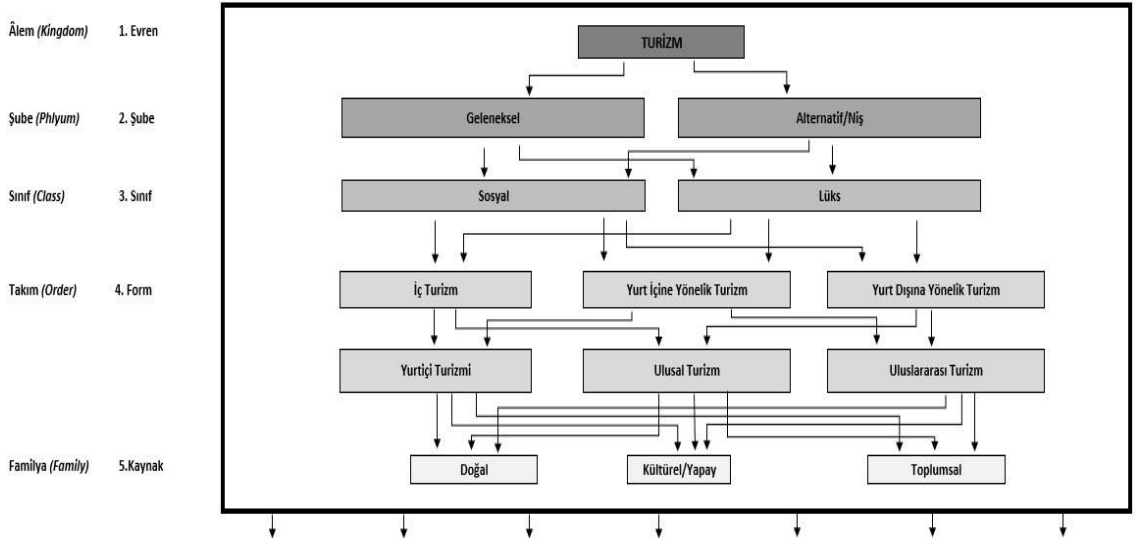 Âlem (Kingdom) 1. Evren
TURİZM
Şube (Phlyum) 2. Şube
Geleneksel
Alternatif/Niş
Sınıf (Class) 3. Sınıf
Sosyal
Lüks
Takım (Order) 4. Form
İç Turizm
Yurt İçine Yönelik Turizm
Yurt Dışına Yönelik Turizm
Yurtiçi Turizmi
Ulusal Turizm
Uluslararası Turizm
Familya (Family) 5.Kaynak
Doğal
Kültürel/Yapay
Toplumsal